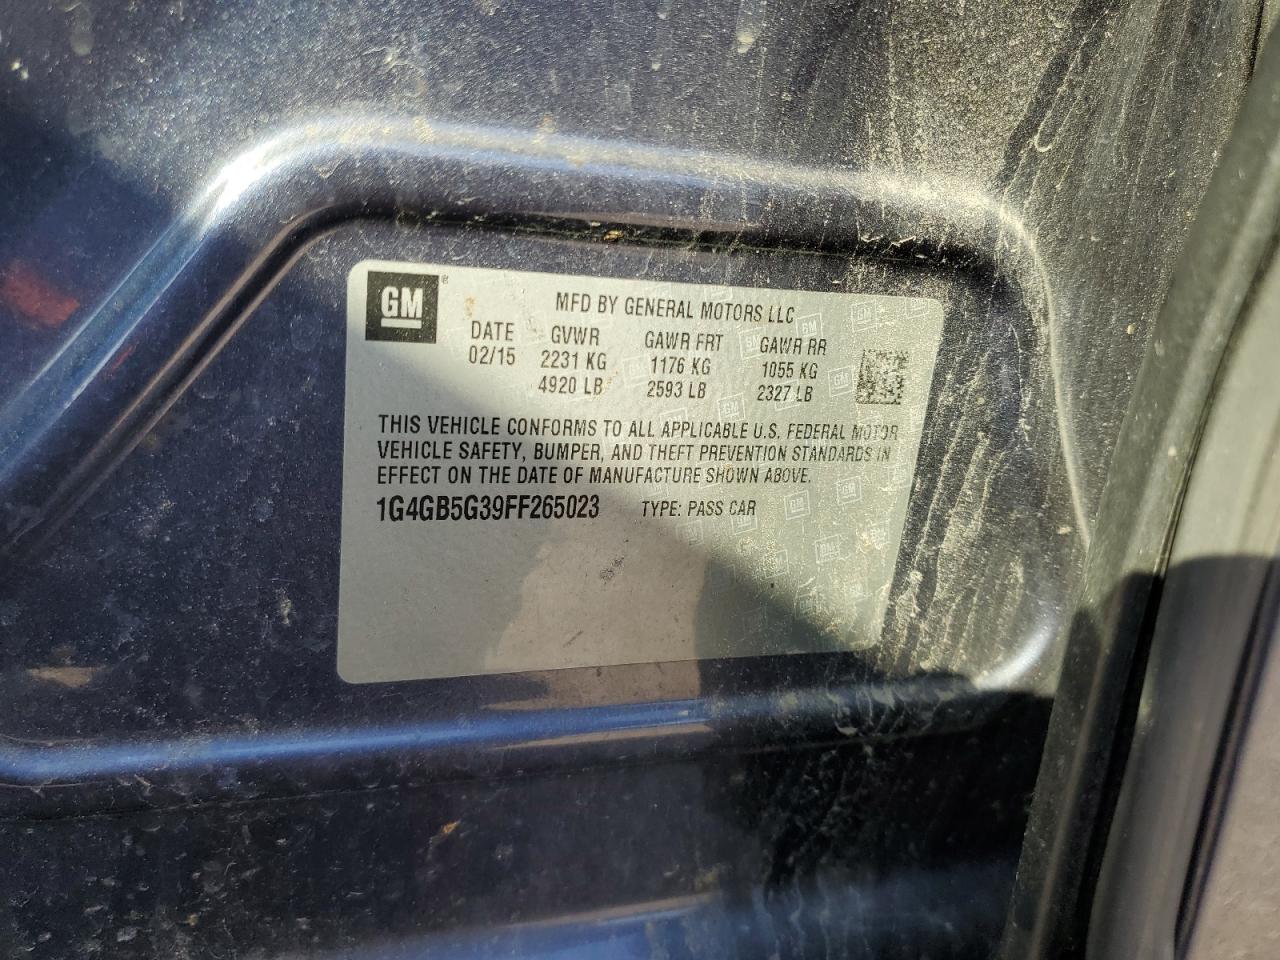 GM ®
MFD BY GENERAL MOTORS LLC
DATE GVWR GAWR FRT GAWR RR
02/15 2231 KG 1176 KG 1055 KG
4920 LB 2593 LB 2327 LB
THIS VEHICLE CONFORMS TO ALL APPLICABLE U.S. FEDERAL MOTOR
VEHICLE SAFETY, BUMPER, AND THEFT PREVENTION STANDARDS IN
EFFECT ON THE DATE OF MANUFACTURE SHOWN ABOVE.
1G4GB5G39FF265023 TYPE: PASS CAR